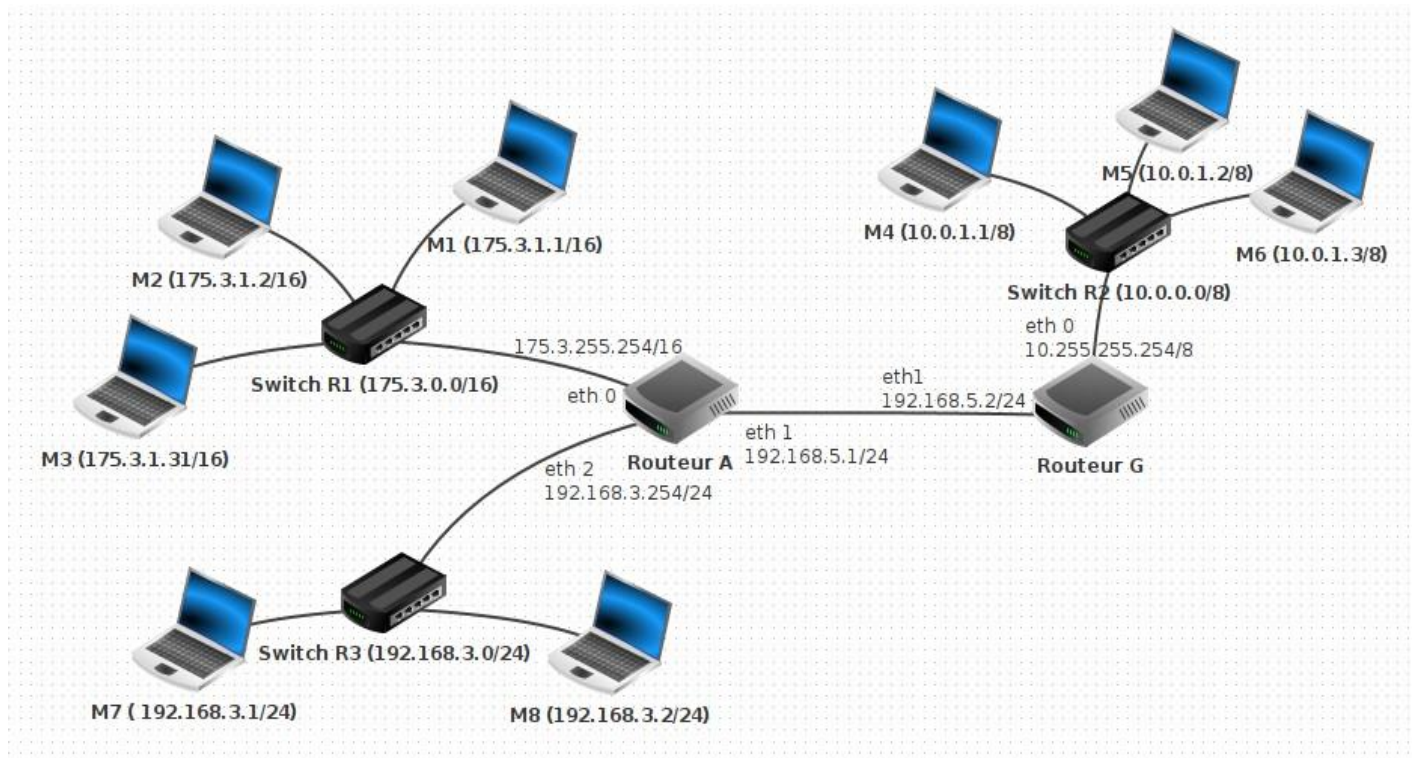 M5 (10.0.1.2/8)
M4 (10.0.1.1/8)
M1 (175.3.1.1/16)
M6 (10.0.1.3/8)
M2 (175.3.1.2/16)
Switch R2 (10.0.0.0/8)
eth 0
10.255.255.254/8
175.3.255.254/16
Switch R1 (175.3.0.0/16)
eth 0
eth1
192.168.5.2/24
eth 1
192.168.5.1/24
Routeur A
Routeur G
M3 (175.3.1.31/16)
eth 2
192.168.3.254/24
Switch R3 (192.168.3.0/24)
M7 ( 192.168.3.1/24)
M8 (192.168.3.2/24)